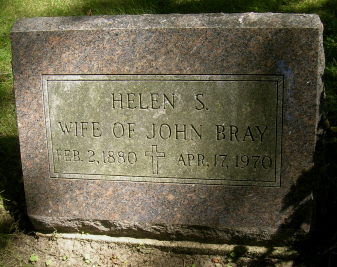 HELEN S.
WIFE OF JOHN BRAY
FEB. 2, 1880 APR. 17, 1970